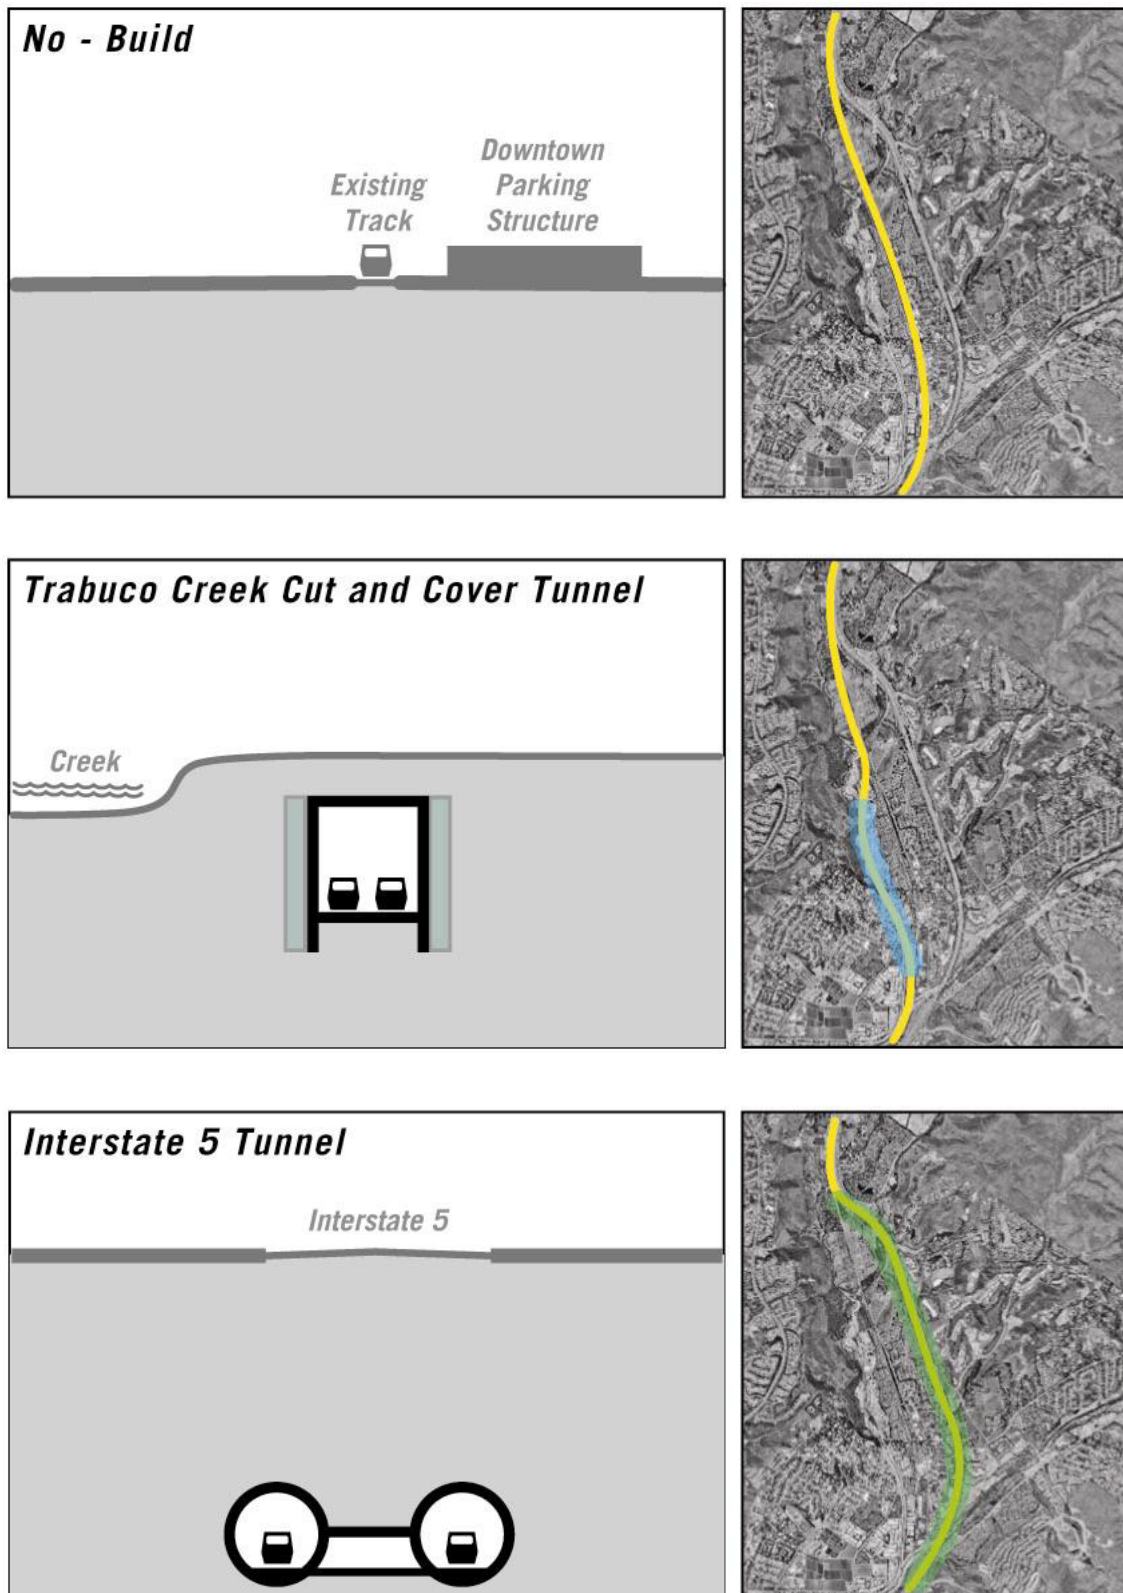 No - Build
Downtown
Existing Parking
Track Structure
Trabuco Creek Cut and Cover Tunnel
Creek
Interstate 5 Tunnel
Interstate 5